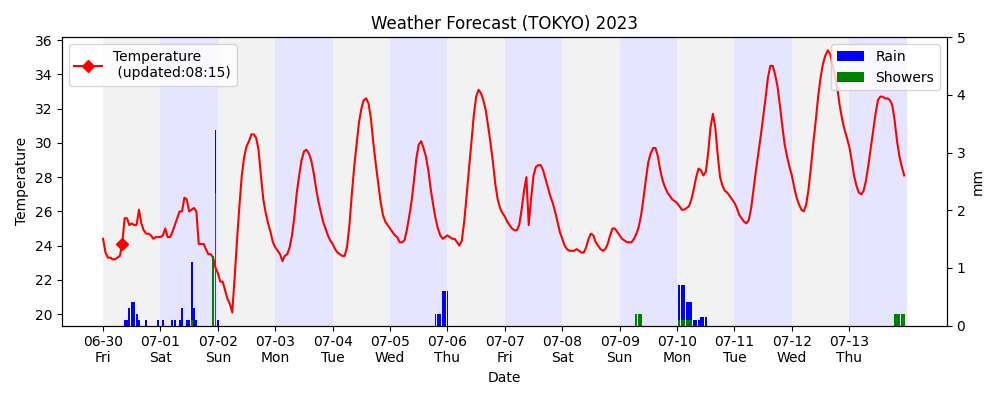 Weather Forecast (TOKYO) 2023
Temperature
(updated:08:15)
Rain
Showers
36
34
32
30
28
26
24
22
20
Temperature
5
4
3
2
1
0
mm
06-30 07-01 07-02 07-03 07-04 07-05 07-06 07-07 07-08 07-09 07-10 07-11 07-12 07-13
Fri Sat Sun Mon Tue Wed Thu Fri Sat Sun Mon Tue Wed Thu
Date